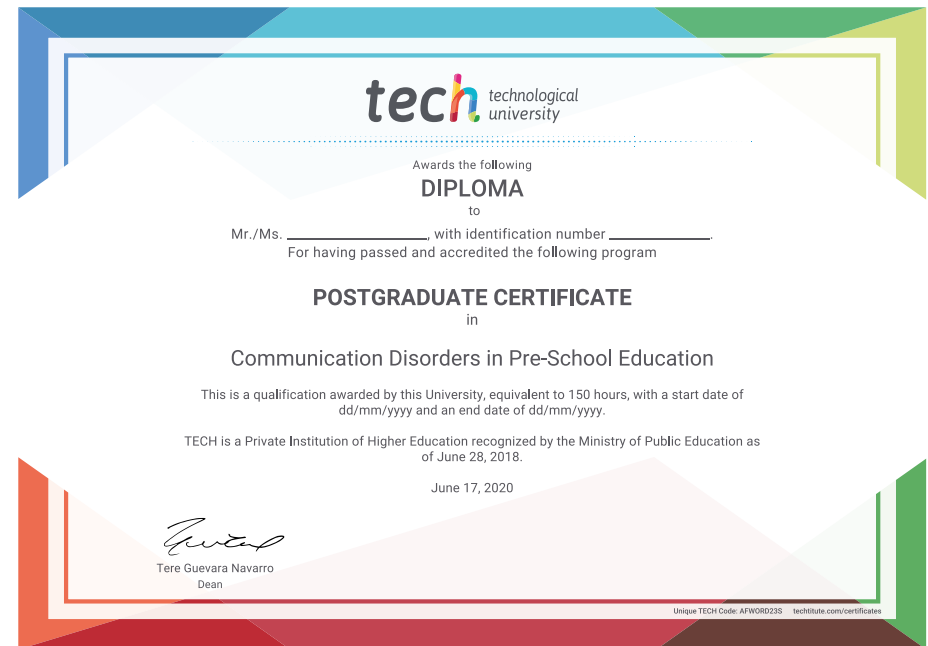 tech technological
university
Awards the following
DIPLOMA
to
Mr./Ms. ____________________, with identification number ______________.
For having passed and accredited the following program
POSTGRADUATE CERTIFICATE
in
Communication Disorders in Pre-School Education
This is a qualification awarded by this University, equivalent to 150 hours, with a start date of
dd/mm/yyyy and an end date of dd/mm/yyyy.
TECH is a Private Institution of Higher Education recognized by the Ministry of Public Education as
of June 28, 2018.
June 17, 2020
Tere Guevara Navarro
Dean
Unique TECH Code: AFWORD23S techtitute.com/certificates